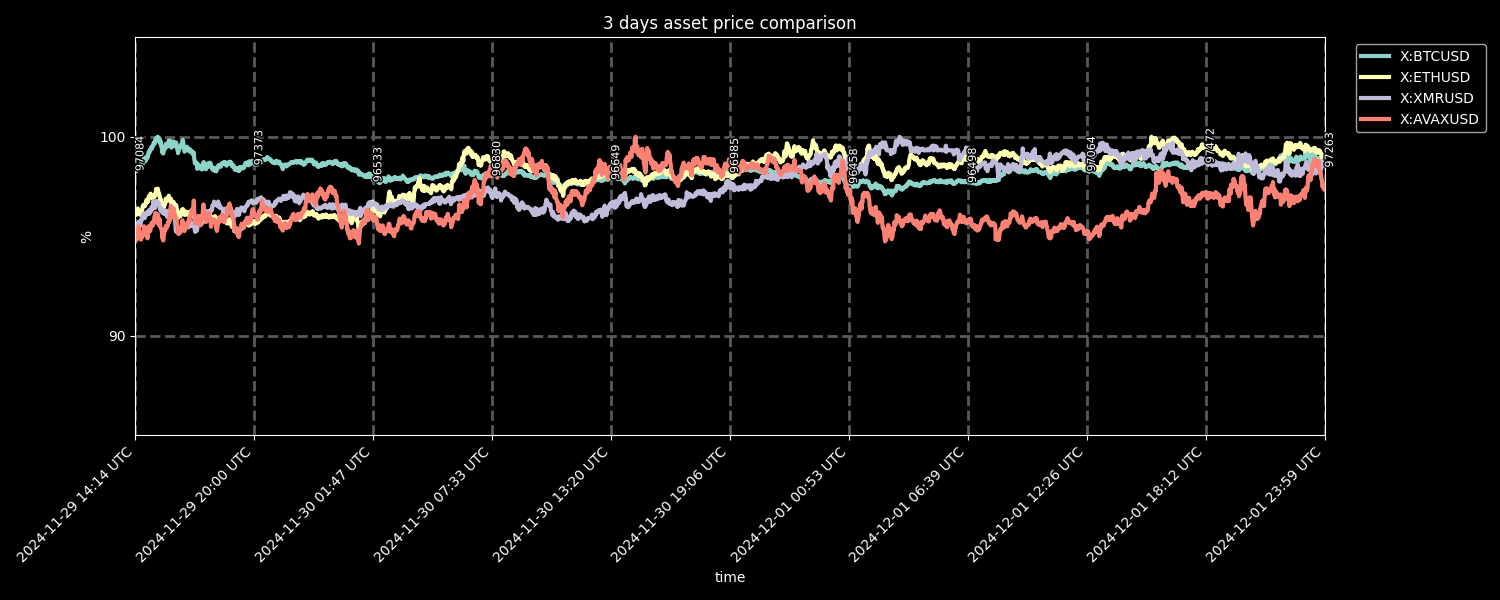 3 days asset price comparison
X:BTCUSD
X:ETHUSD
X:XMRUSD
X:AVAXUSD
100
90
%
97084
97373
96533
96830
96649
96985
96458
96498
97064
97472
97263
2024-11-29 14:14 UTC
2024-11-29 20:00 UTC
2024-11-30 01:47 UTC
2024-11-30 07:33 UTC
2024-11-30 13:20 UTC
2024-11-30 19:06 UTC
2024-12-01 00:53 UTC
2024-12-01 06:39 UTC
2024-12-01 12:26 UTC
2024-12-01 18:12 UTC
2024-12-01 23:59 UTC
time